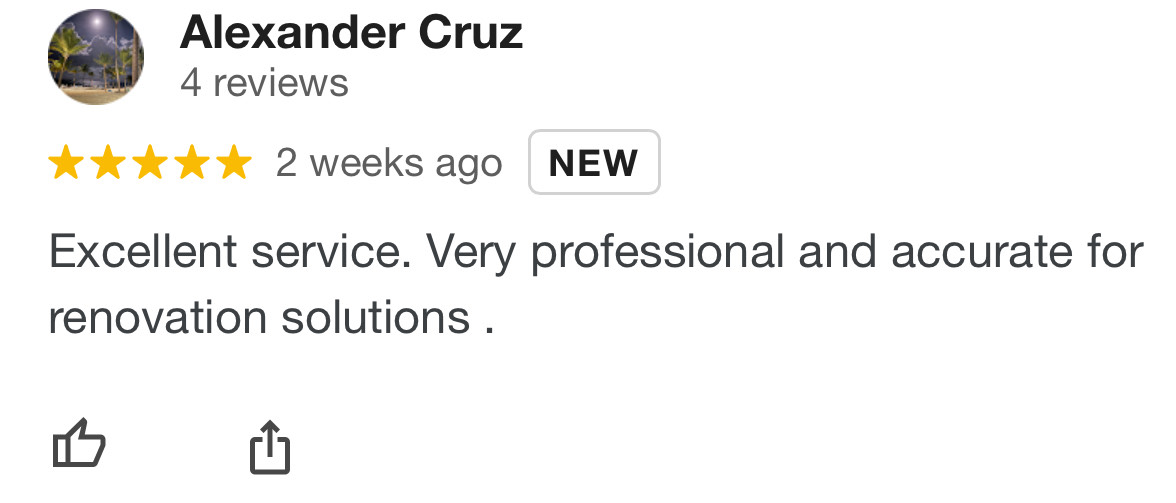 Alexander Cruz
4 reviews
2 weeks ago NEW
Excellent service. Very professional and accurate for
renovation solutions .